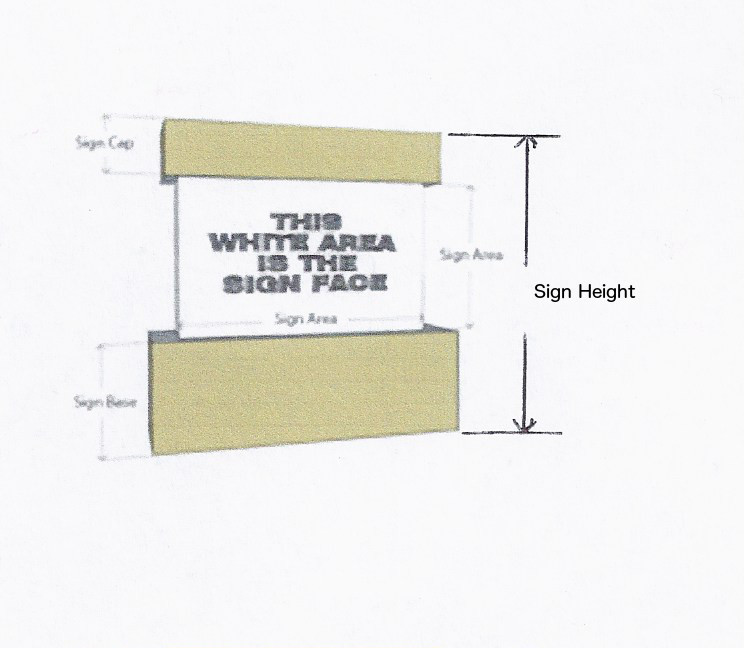 Sign Cap
THIS
WHITE AREA
IS THE
SIGN FACE
Sign Area
Sign Area
Sign Height
Sign Base